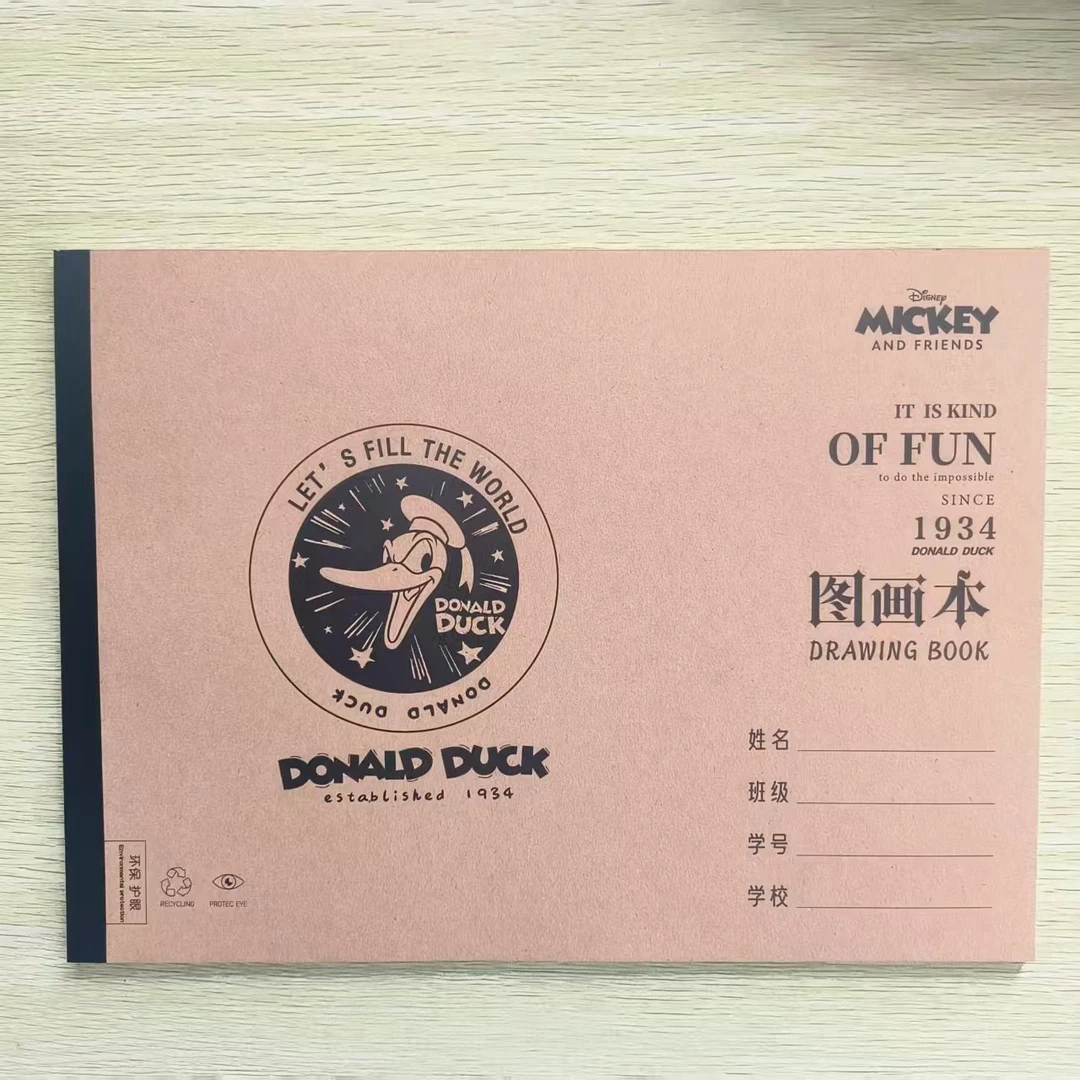 Disney
MICKEY
AND FRIENDS
IT IS KIND
OF FUN
to do the impossible
SINCE
1934
DONALD DUCK
图画本
DRAWING BOOK
LET'S FILL THE WORLD
DONALD
DUCK
DONALD DUCK
DONALD DUCK
established 1934
姓名
班级
学号
学校
环保 护眼
Environmental protection
RECYCLING
PROTEC EYE